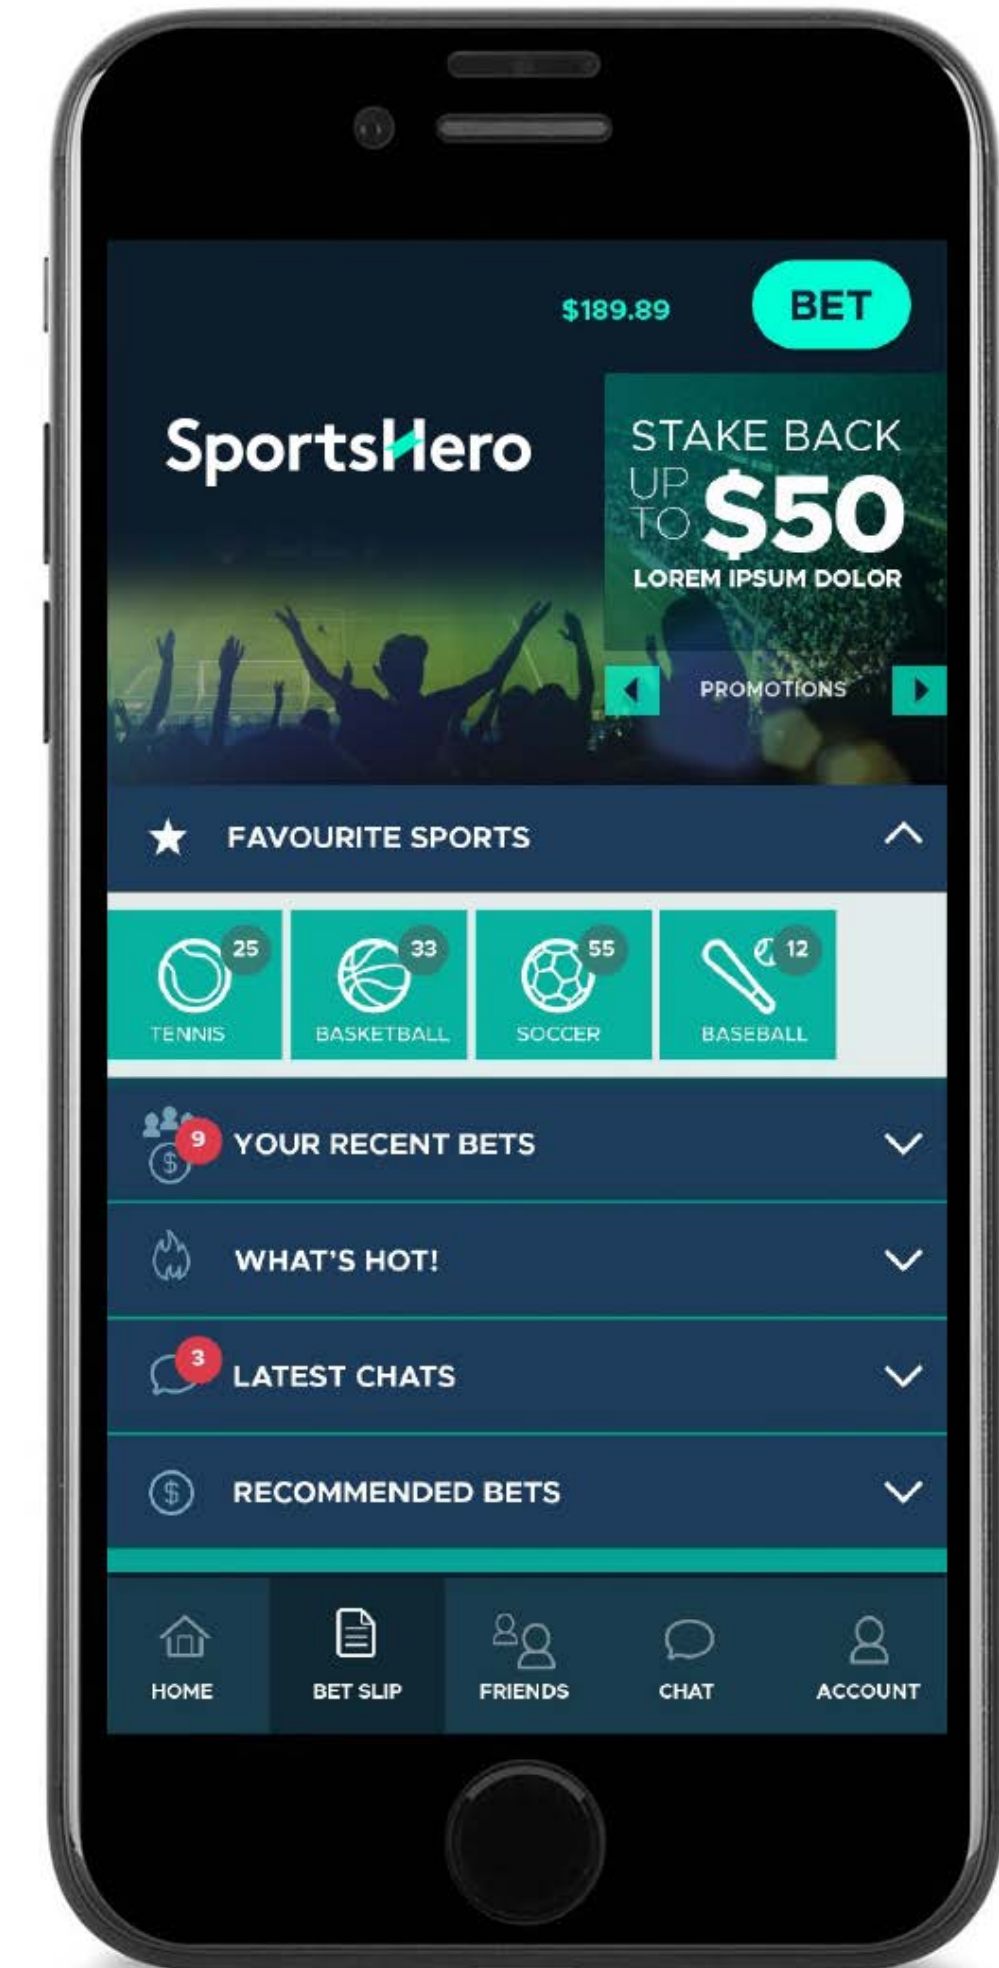 $189.89
BET
SportsHero
STAKE BACK
UP
TO
$50
LOREM IPSUM DOLOR
PROMOTIONS
FAVOURITE SPORTS
25
33
55
12
TENNIS
BASKETBALL
SOCCER
BASEBALL
9
YOUR RECENT BETS
WHAT'S HOT!
3
LATEST CHATS
RECOMMENDED BETS
HOME
BET SLIP
FRIENDS
CHAT
ACCOUNT